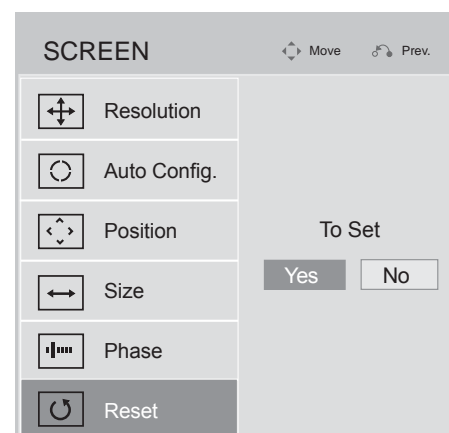 SCREEN Move Prev.
Resolution
Auto Config.
Position
Size
Phase
Reset
To Set
Yes No